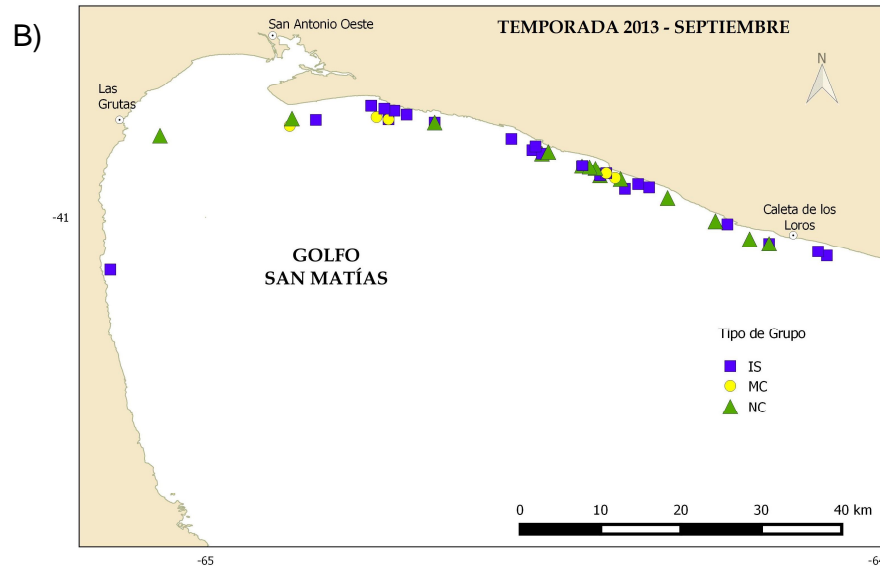 B)
TEMPORADA 2013 - SEPTIEMBRE
San Antonio Oeste
N
Las
Grutas
-41
Caleta de los
Loros
GOLFO
SAN MATÍAS
Tipo de Grupo
IS
MC
NC
0 10 20 30 40 km
-65
-64